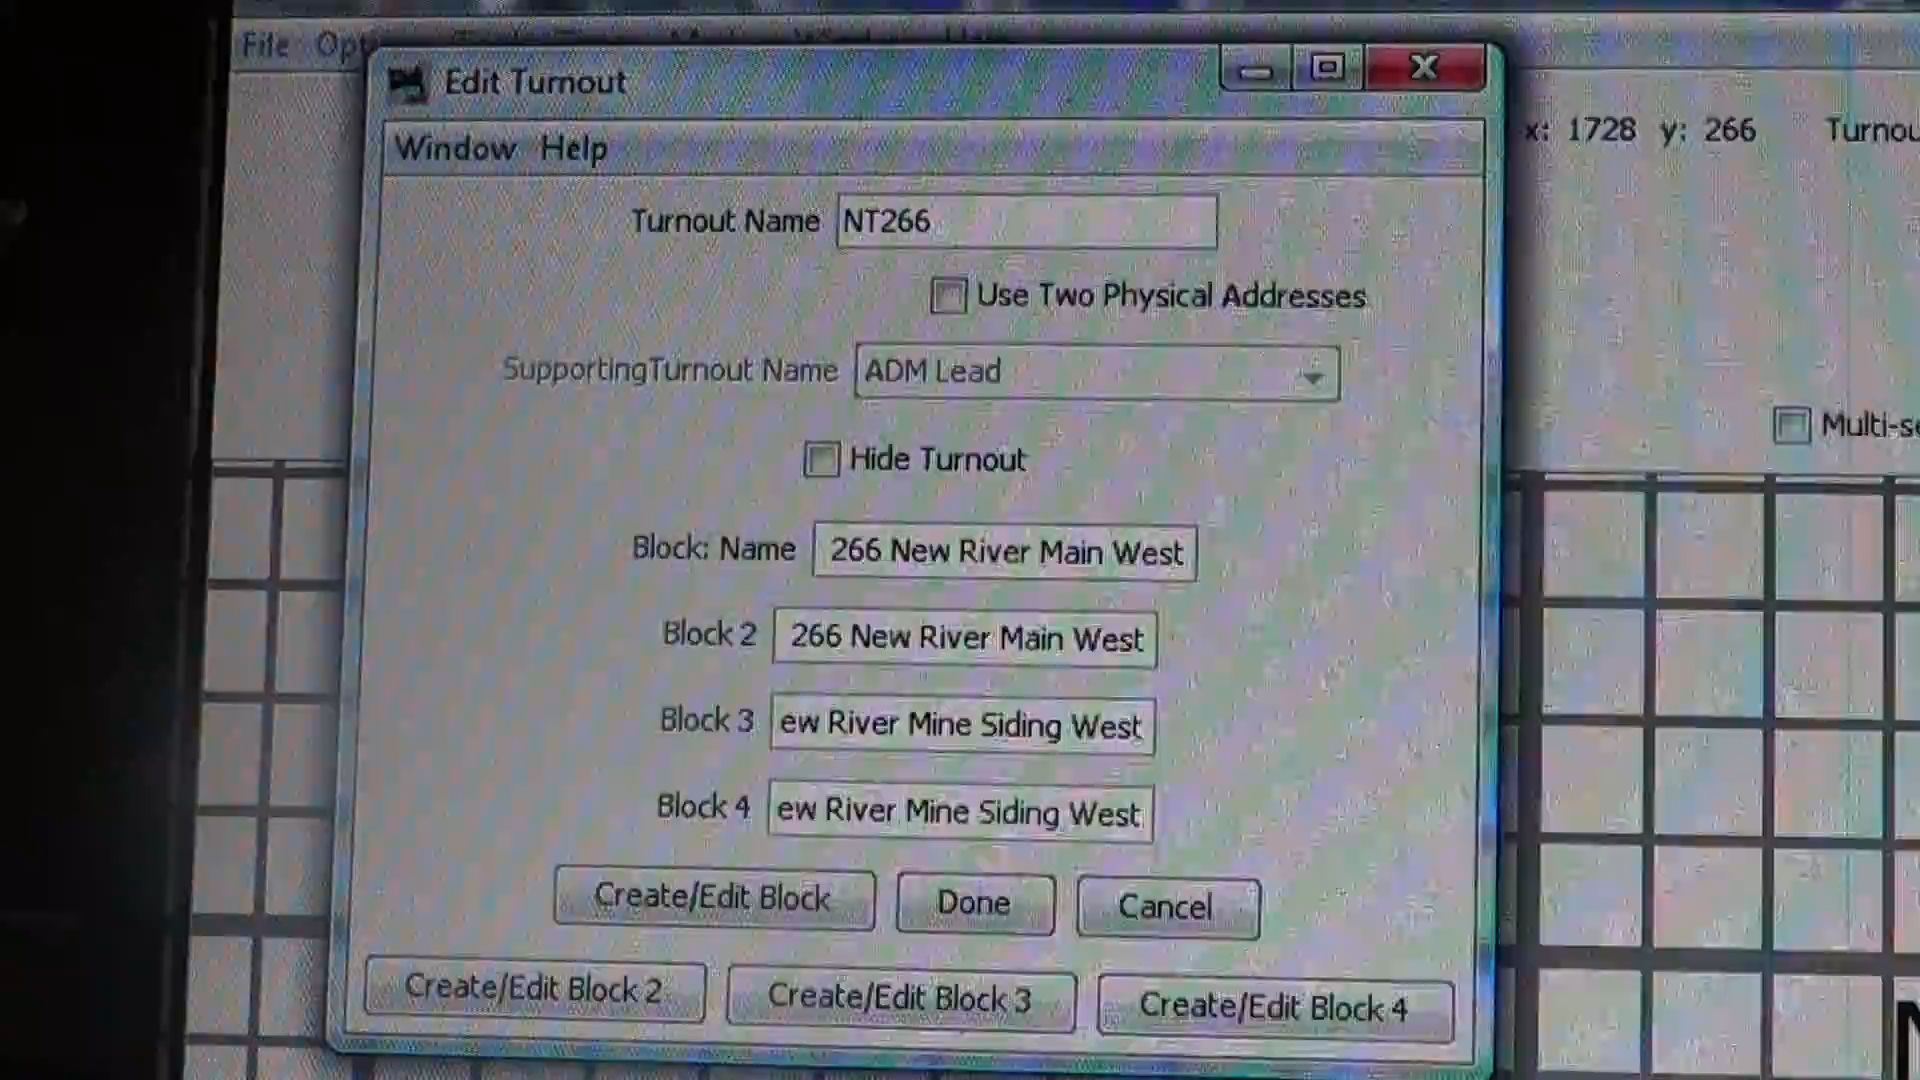 File
Edit Turnout
Window Help
x: 1728 y: 266 Turnou
Turnout Name NT266
Use Two Physical Addresses
SupportingTurnout Name ADM Lead
Multi-se
Hide Turnout
Block: Name 266 New River Main West
Block 2 266 New River Main West
Block 3 ew River Mine Siding West
Block 4 ew River Mine Siding West
Create/Edit Block Done Cancel
Create/Edit Block 2 Create/Edit Block 3 Create/Edit Block 4